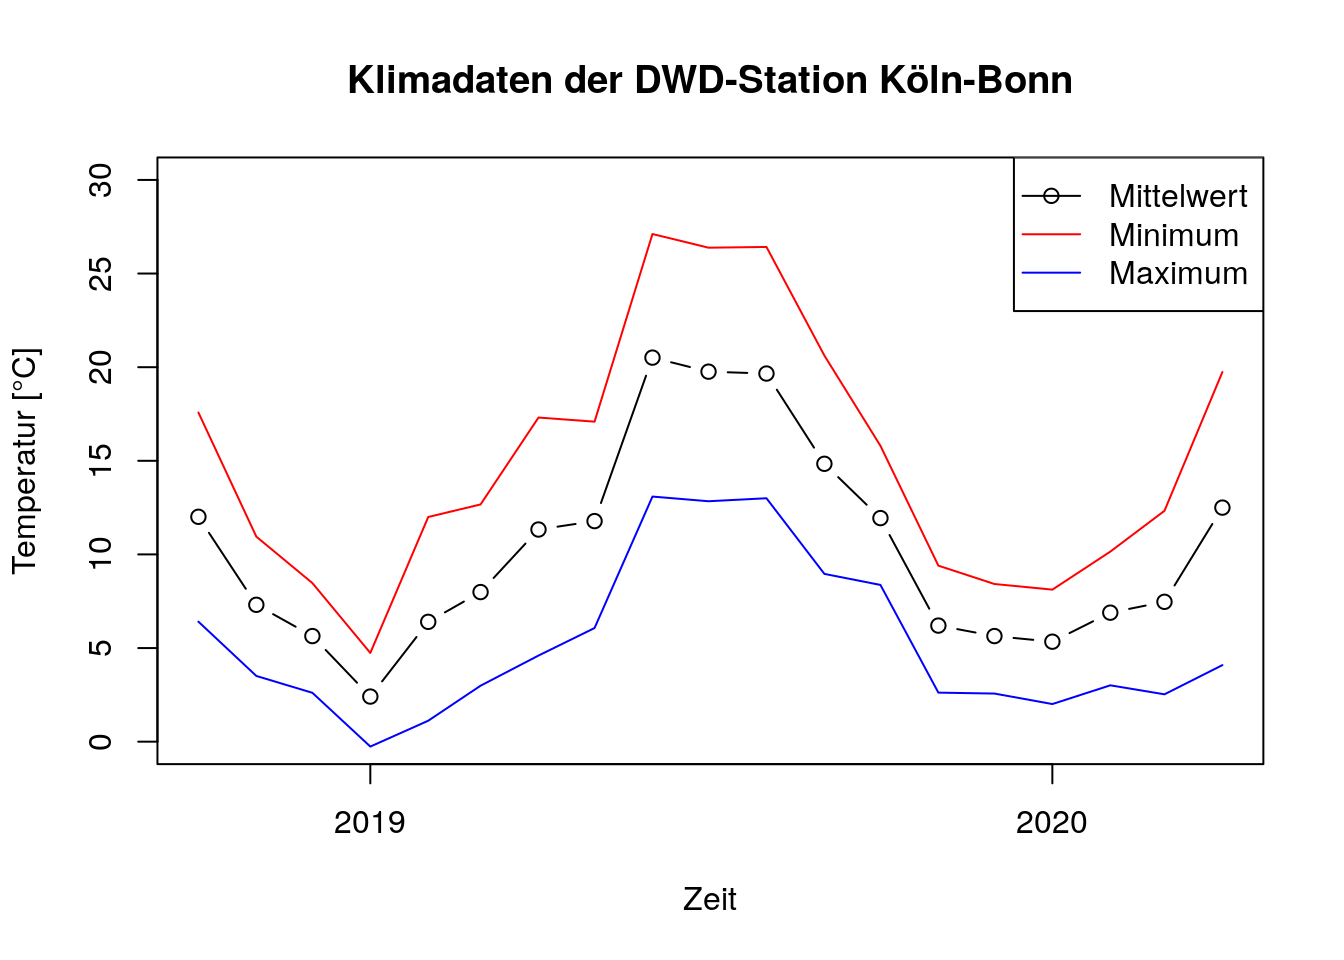 Klimadaten der DWD-Station Köln-Bonn
Temperatur [°C]
30
25
20
15
10
5
0
Mittelwert
Minimum
Maximum
2019
2020
Zeit